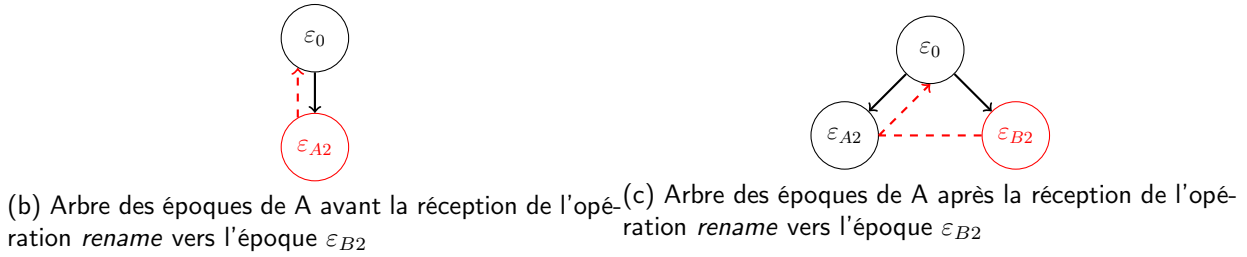 ε0
εA2
(b) Arbre des époques de A avant la réception de l'opé-
ration rename vers l'époque εB2
ε0
εA2
εB2
(c) Arbre des époques de A après la réception de l'opé-
ration rename vers l'époque εB2